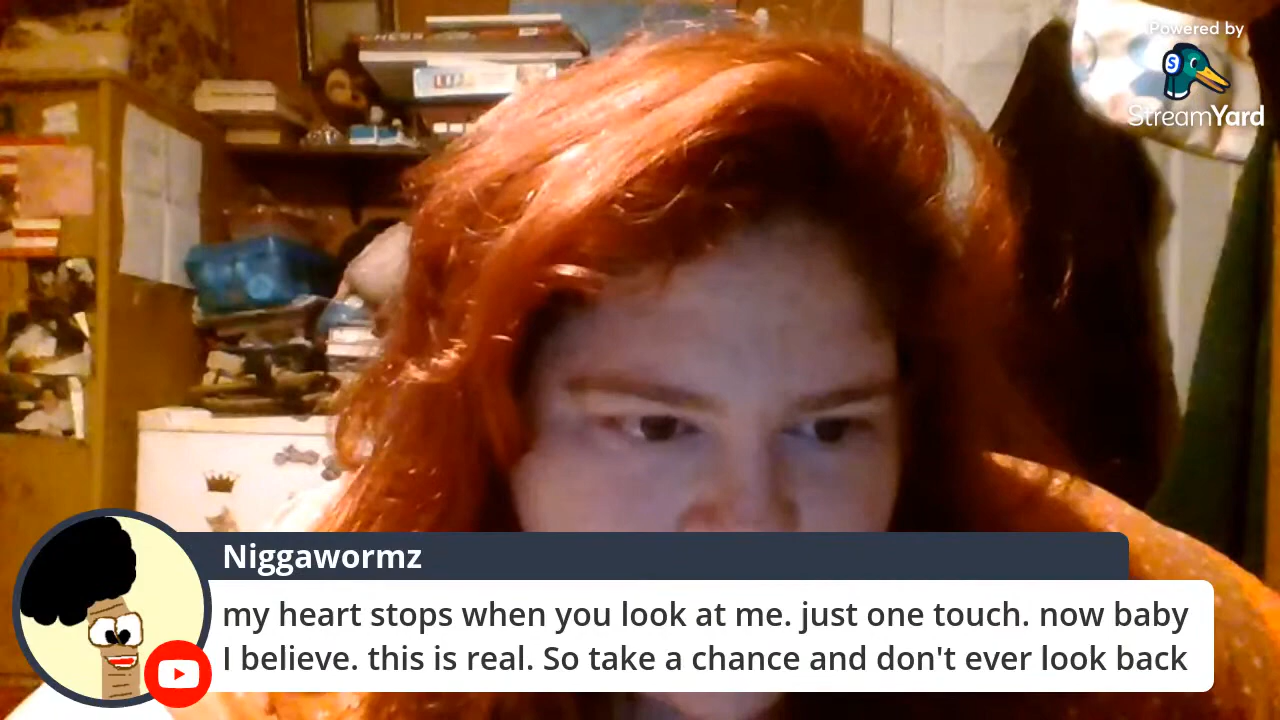 Powered by
StreamYard
Niggawormz
my heart stops when you look at me. just one touch. now baby
I believe. this is real. So take a chance and don't ever look back